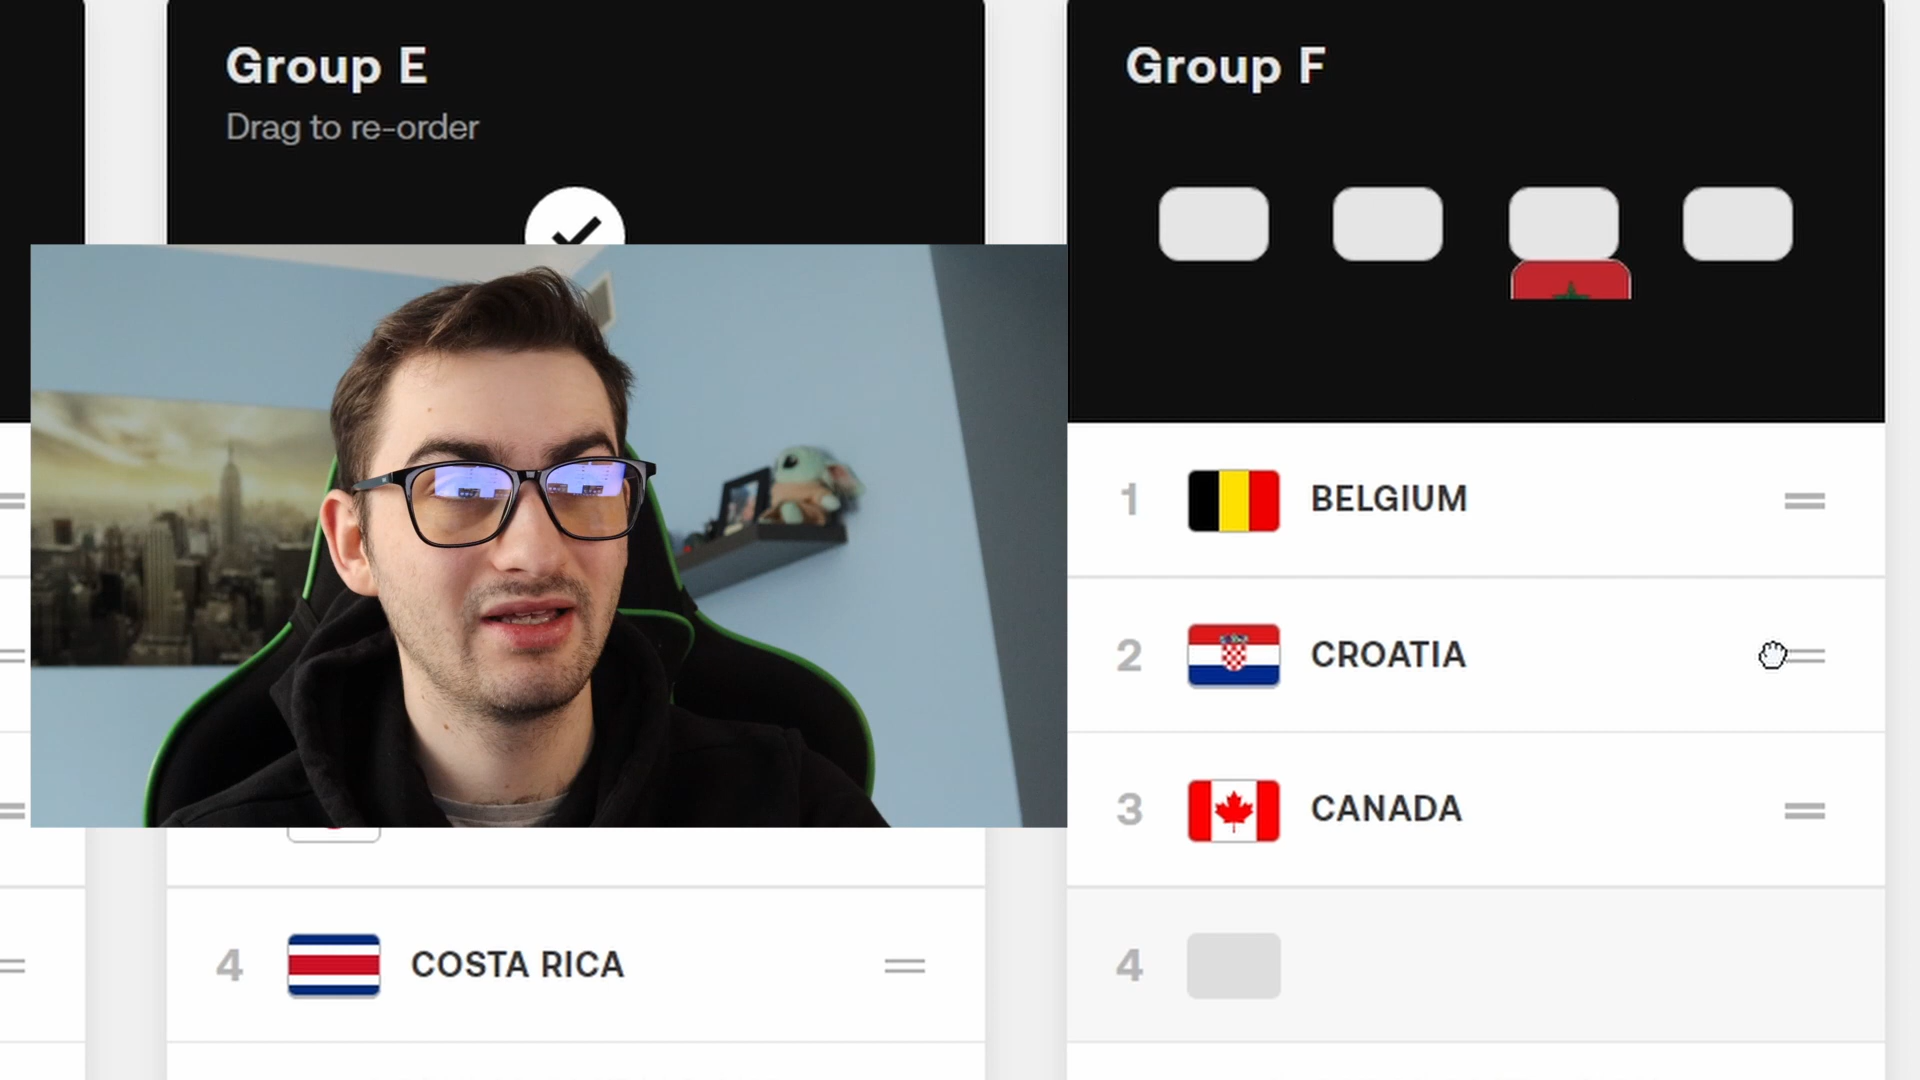 Group E
Drag to re-order
4 COSTA RICA
Group F
1 BELGIUM
2 CROATIA
3 CANADA
4